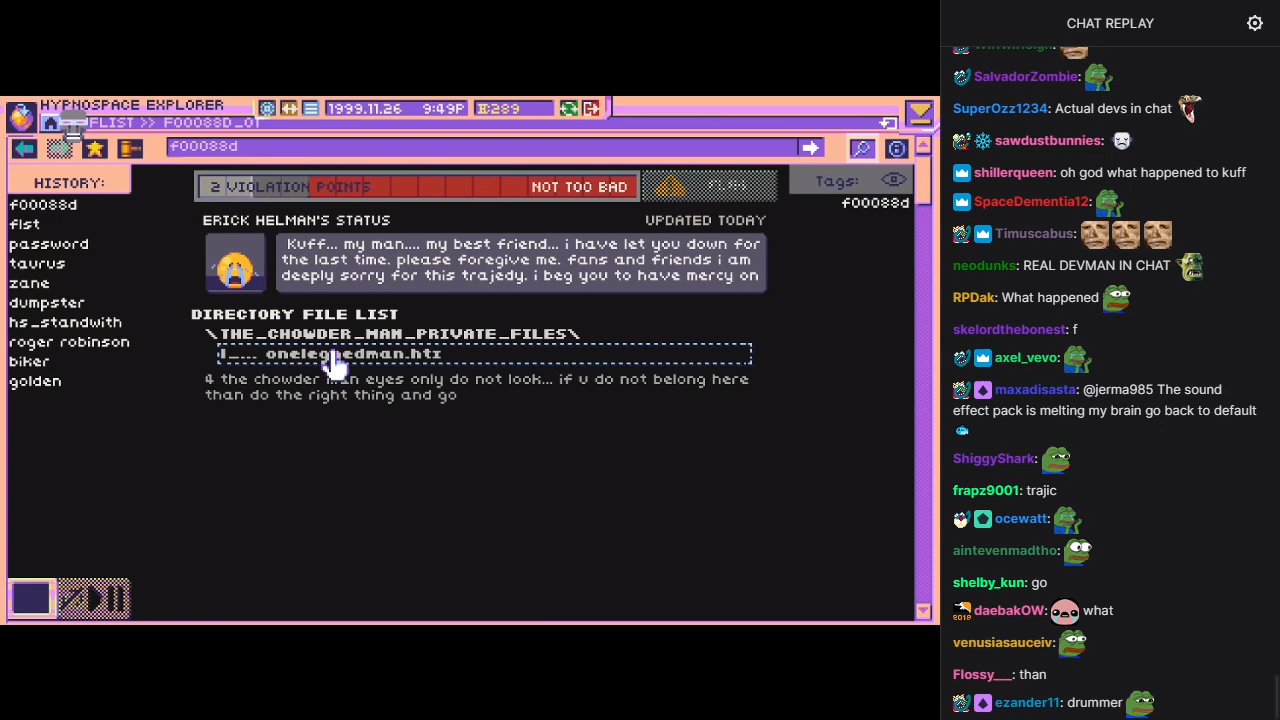 HYPNOSPACE EXPLORER
1999.11.26 9:49P
289
FLIST >> F00088D_01
f00088d
HISTORY:
f00088d
fist
password
taurus
zane
dumpster
hs_standwith
roger robinson
biker
golden
2 VIOLATION POINTS
NOT TOO BAD
Tags:
f00088d
ERICK HELMAN'S STATUS
UPDATED TODAY
Kuff... my man.... my best friend... i have let you down for
the last time. please foregive me. fans and friends i am
deeply sorry for this trajedy. i beg you to have mercy on
DIRECTORY FILE LIST
\THE_CHOWDER_MAN_PRIVATE_FILES\
oneleggedman.htx
4 the chowder man eyes only do not look... if u do not belong here
than do the right thing and go
CHAT REPLAY
SalvadorZombie:
SuperOzz1234: Actual devs in chat
sawdustbunnies:
shillerqueen: oh god what happened to kuff
SpaceDementia12:
Timuscabus:
neodunks: REAL DEVMAN IN CHAT
RPDak: What happened
skelordthebonest: f
axel_vevo:
maxadisasta: @jerma985 The sound
effect pack is melting my brain go back to default
ShiggyShark:
frapz9001: trajic
ocewatt:
aintevenmadtho:
shelby_kun: go
daebakOW: what
venusiasauceiv:
Flossy___: than
ezander11: drummer